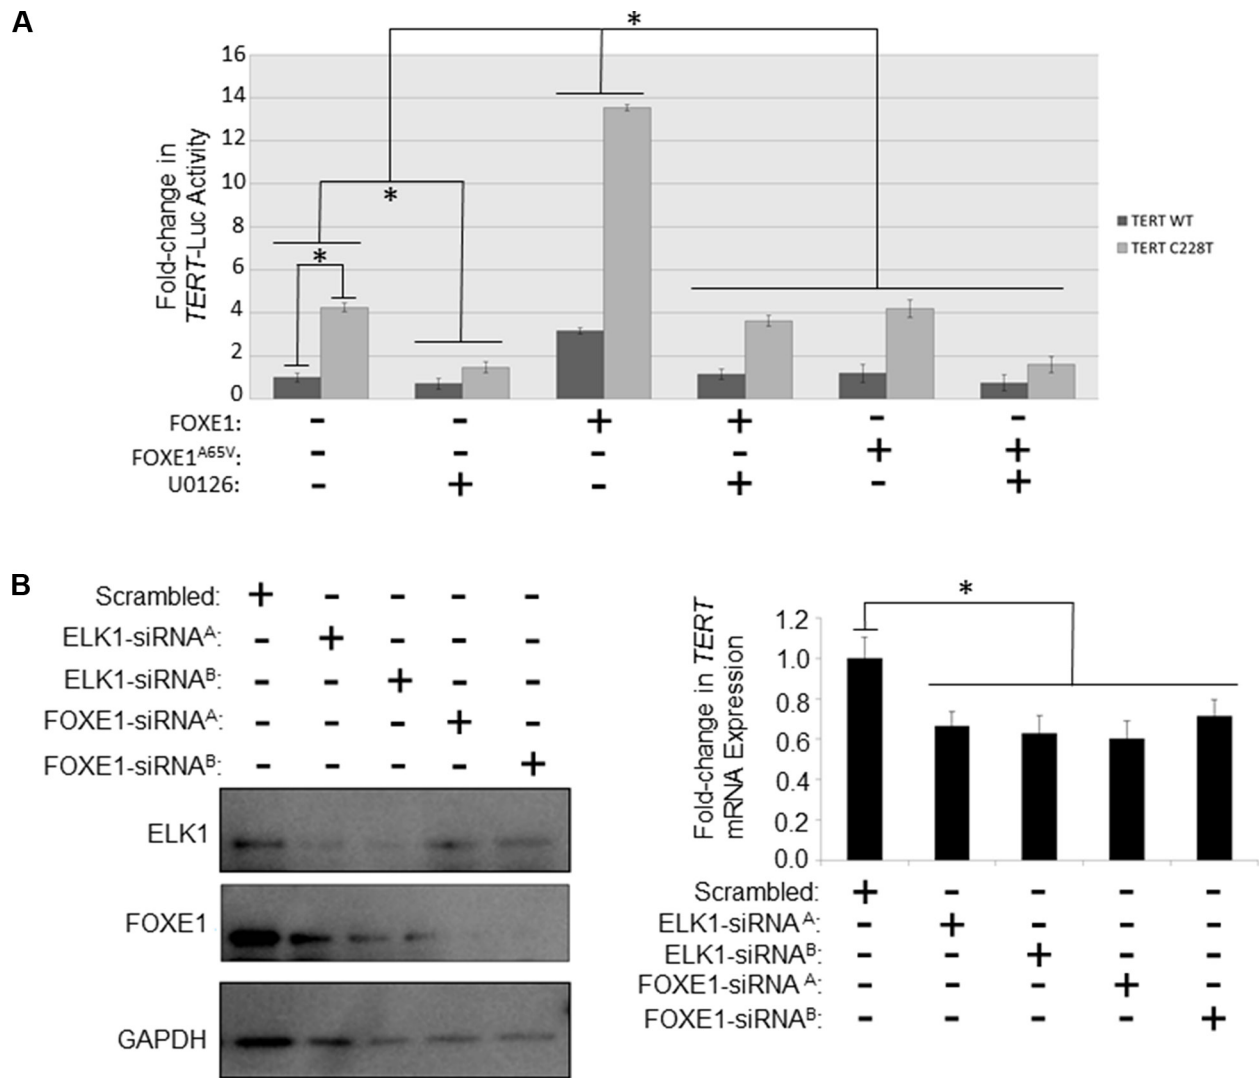 A
*
16
14
12
10
8
6
4
2
0
Fold-change in
TERT-Luc Activity
*
*
TERT WT
TERT C228T
FOXE1: - - + + - -
FOXE1A65V: - - - - + +
U0126: - + - + - +
B
Scrambled: + - - - -
ELK1-siRNAA: - + - - -
ELK1-siRNAB: - - + - -
FOXE1-siRNAA: - - - + -
FOXE1-siRNAB: - - - - +
ELK1
FOXE1
GAPDH
*
Fold-change in TERT
mRNA Expression
1.2
1.0
0.8
0.6
0.4
0.2
0.0
Scrambled: + - - - -
ELK1-siRNA A: - + - - -
ELK1-siRNAB: - - + - -
FOXE1-siRNA A: - - - + -
FOXE1-siRNAB: - - - - +